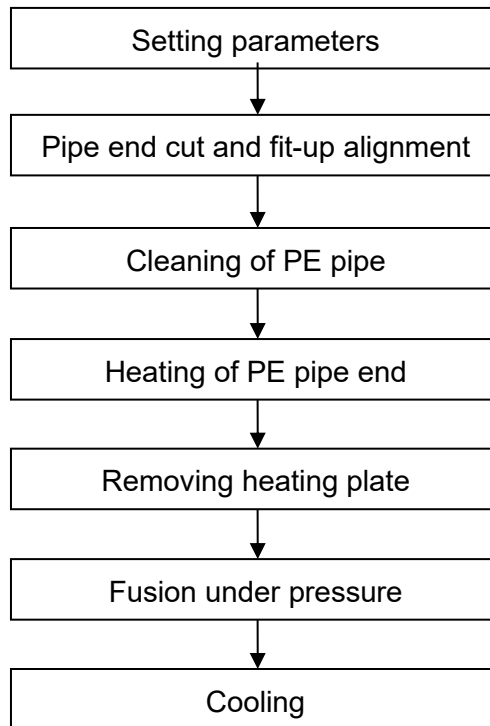 Setting parameters
Pipe end cut and fit-up alignment
Cleaning of PE pipe
Heating of PE pipe end
Removing heating plate
Fusion under pressure
Cooling